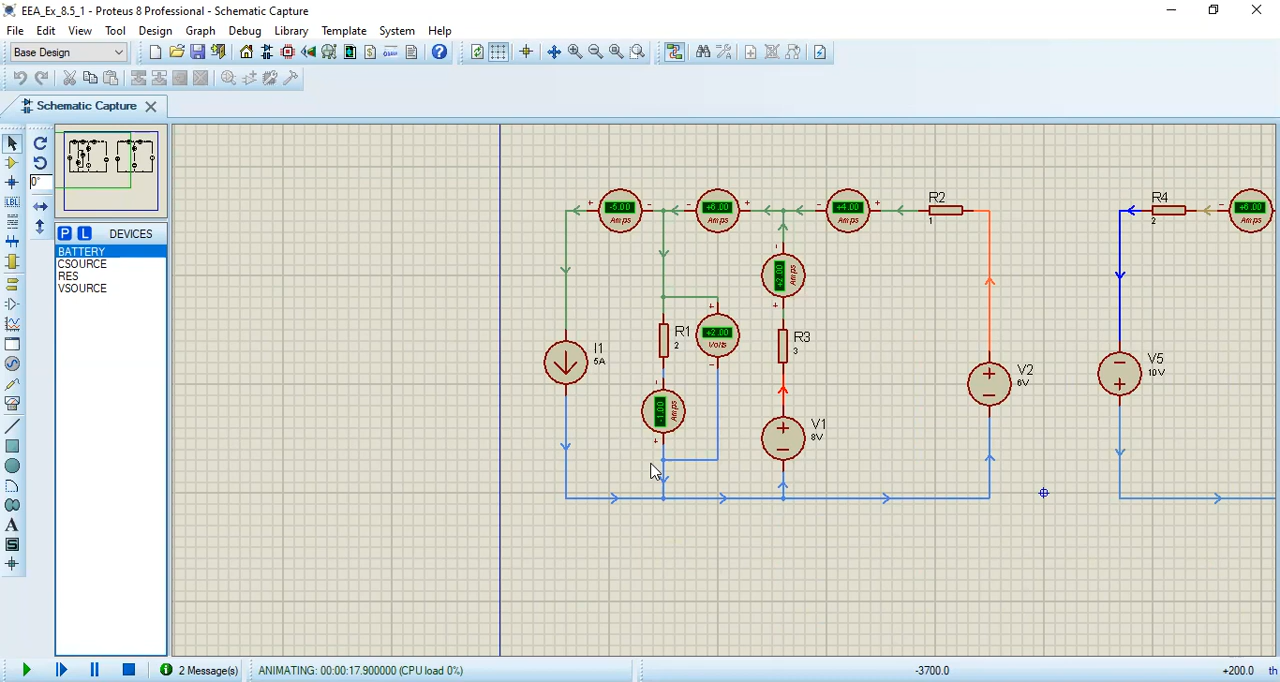 EEA_Ex_8.5_1 - Proteus 8 Professional - Schematic Capture
File Edit View Tool Design Graph Debug Library Template System Help
Base Design
Schematic Capture
0°
P L DEVICES
BATTERY
CSOURCE
RES
VSOURCE
LBL
A
S
+ -5.00 Amps -
- +6.00 Amps +
- +4.00 Amps +
R2
1
R4
2
- +6.00 Amps
+2.00 Amps
R1
2
+2.00 Volts
R3
3
I1
5A
-1.00 Amps
V1
8V
V2
6V
V5
10V
2 Message(s)
ANIMATING: 00:00:17.900000 (CPU load 0%)
-3700.0
+200.0 th